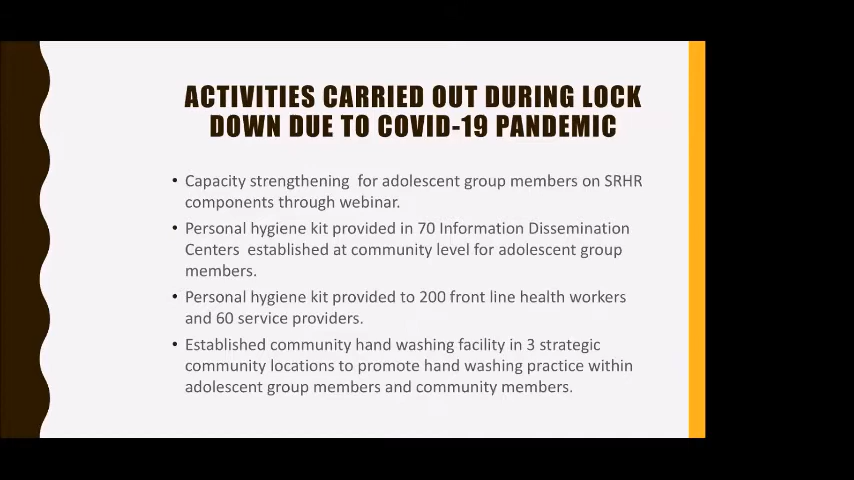 ACTIVITIES CARRIED OUT DURING LOCK
DOWN DUE TO COVID-19 PANDEMIC
• Capacity strengthening for adolescent group members on SRHR
components through webinar.
• Personal hygiene kit provided in 70 Information Dissemination
Centers established at community level for adolescent group
members.
• Personal hygiene kit provided to 200 front line health workers
and 60 service providers.
• Established community hand washing facility in 3 strategic
community locations to promote hand washing practice within
adolescent group members and community members.